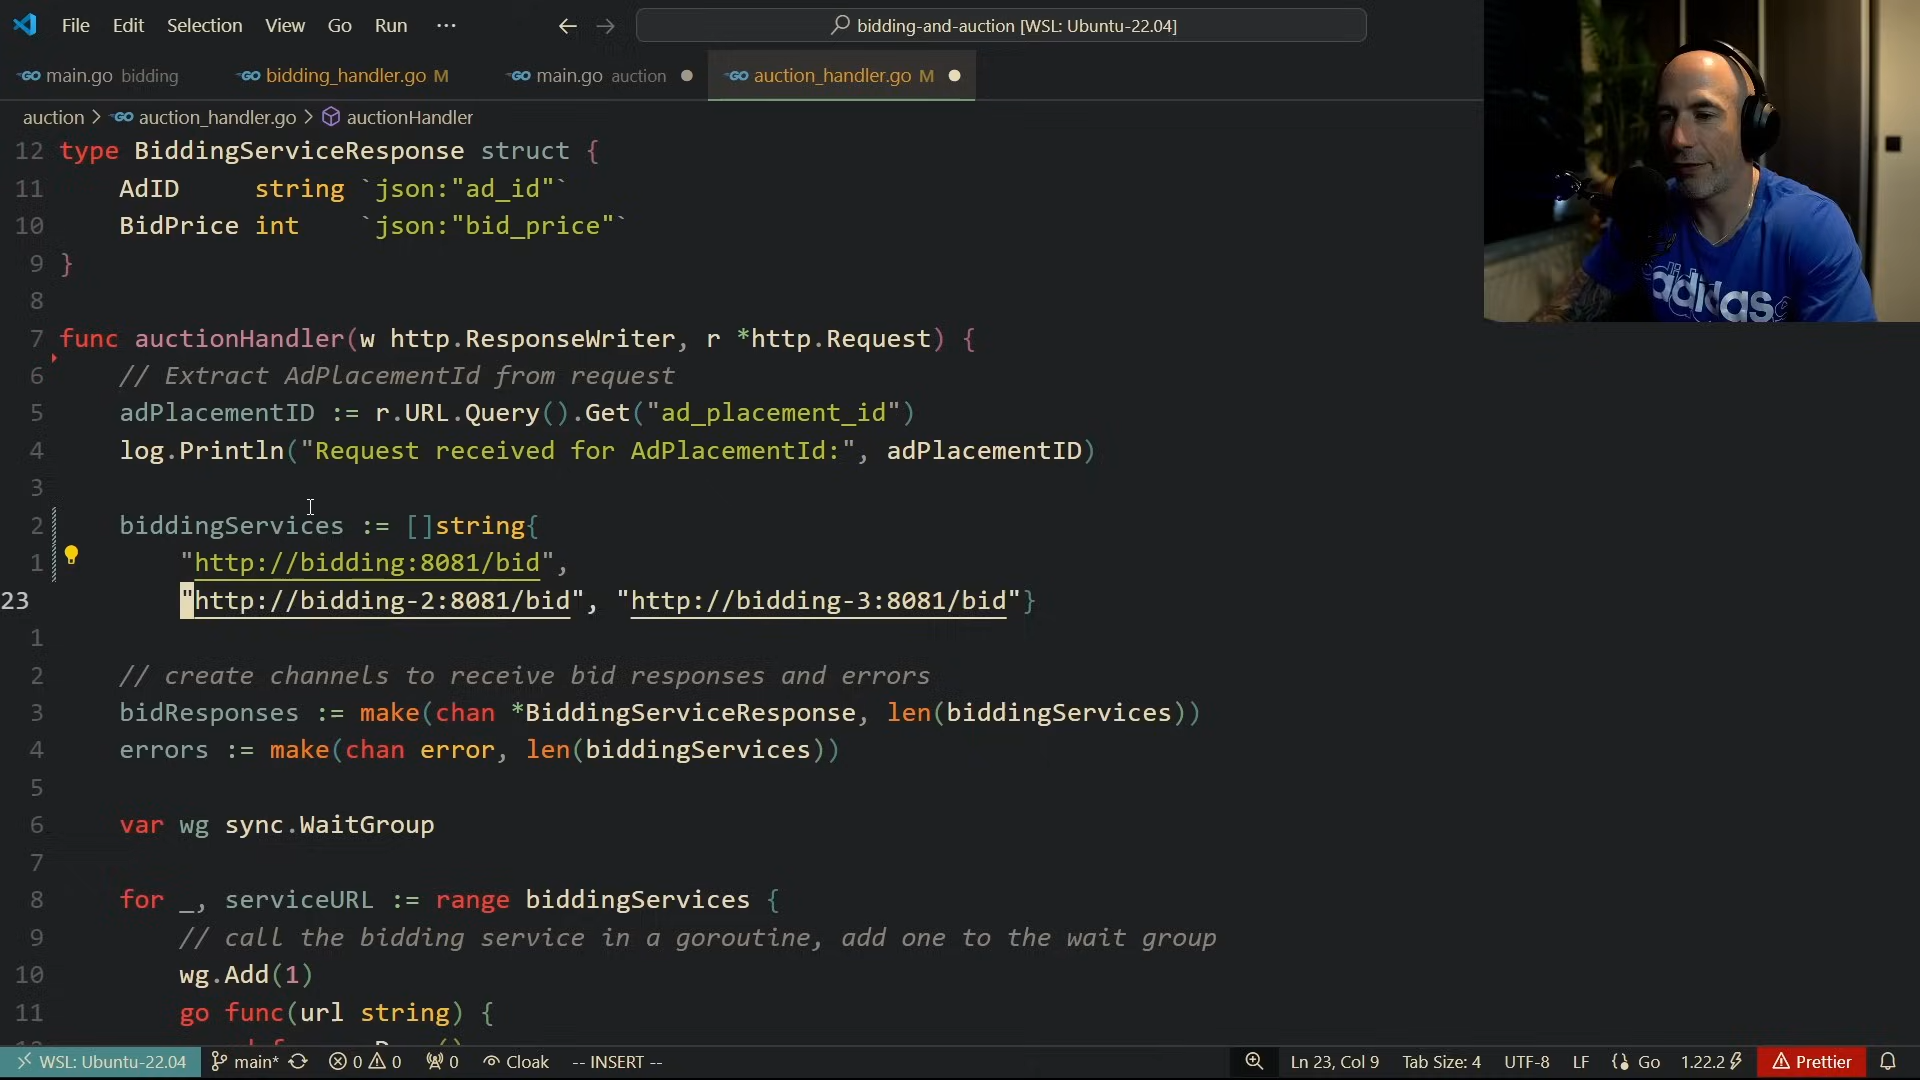 File Edit Selection View Go Run ···
bidding-and-auction [WSL: Ubuntu-22.04]
main.go bidding
bidding_handler.go M
main.go auction
auction_handler.go M
auction > auction_handler.go > auctionHandler
12 type BiddingServiceResponse struct {
11 AdID string `json:"ad_id"`
10 BidPrice int `json:"bid_price"`
9 }
8
7 func auctionHandler(w http.ResponseWriter, r *http.Request) {
6 // Extract AdPlacementId from request
5 adPlacementID := r.URL.Query().Get("ad_placement_id")
4 log.Println("Request received for AdPlacementId:", adPlacementID)
3
2 biddingServices := []string{
1 "http://bidding:8081/bid",
23 "http://bidding-2:8081/bid", "http://bidding-3:8081/bid"}
1
2 // create channels to receive bid responses and errors
3 bidResponses := make(chan *BiddingServiceResponse, len(biddingServices))
4 errors := make(chan error, len(biddingServices))
5
6 var wg sync.WaitGroup
7
8 for _, serviceURL := range biddingServices {
9 // call the bidding service in a goroutine, add one to the wait group
10 wg.Add(1)
11 go func(url string) {
WSL: Ubuntu-22.04 main* 0 0 0 Cloak -- INSERT -- Ln 23, Col 9 Tab Size: 4 UTF-8 LF Go 1.22.2 Prettier
adidas